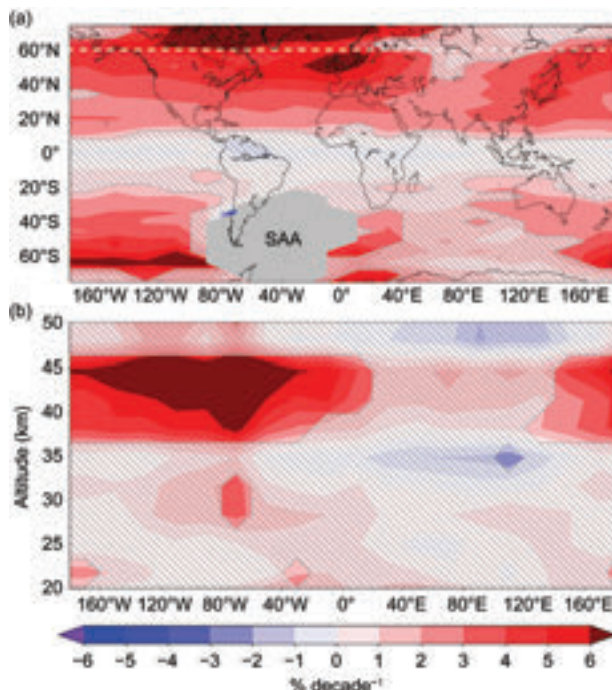 (a)
60°N
40°N
20°N
0°
20°S
40°S
60°S
SAA
160°W 120°W 80°W 40°W 0° 40°E 80°E 120°E 160°E
(b)
50
45
40
35
30
25
20
Altitude (km)
160°W 120°W 80°W 40°W 0° 40°E 80°E 120°E 160°E
−6 −5 −4 −3 −2 −1 0 1 2 3 4 5 6
% decade⁻¹